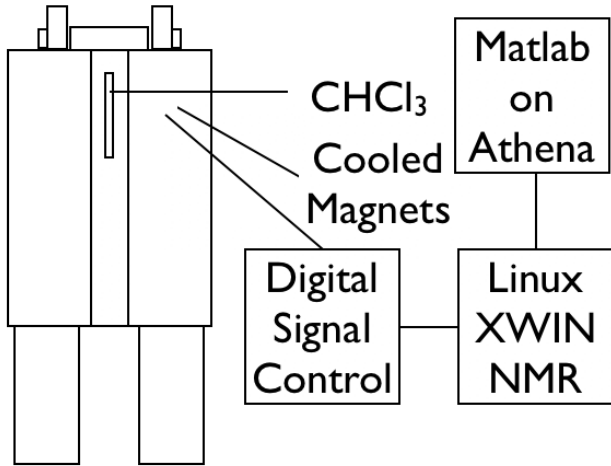 CHCl₃
Cooled
Magnets
Matlab
on
Athena
Digital
Signal
Control
Linux
XWIN
NMR